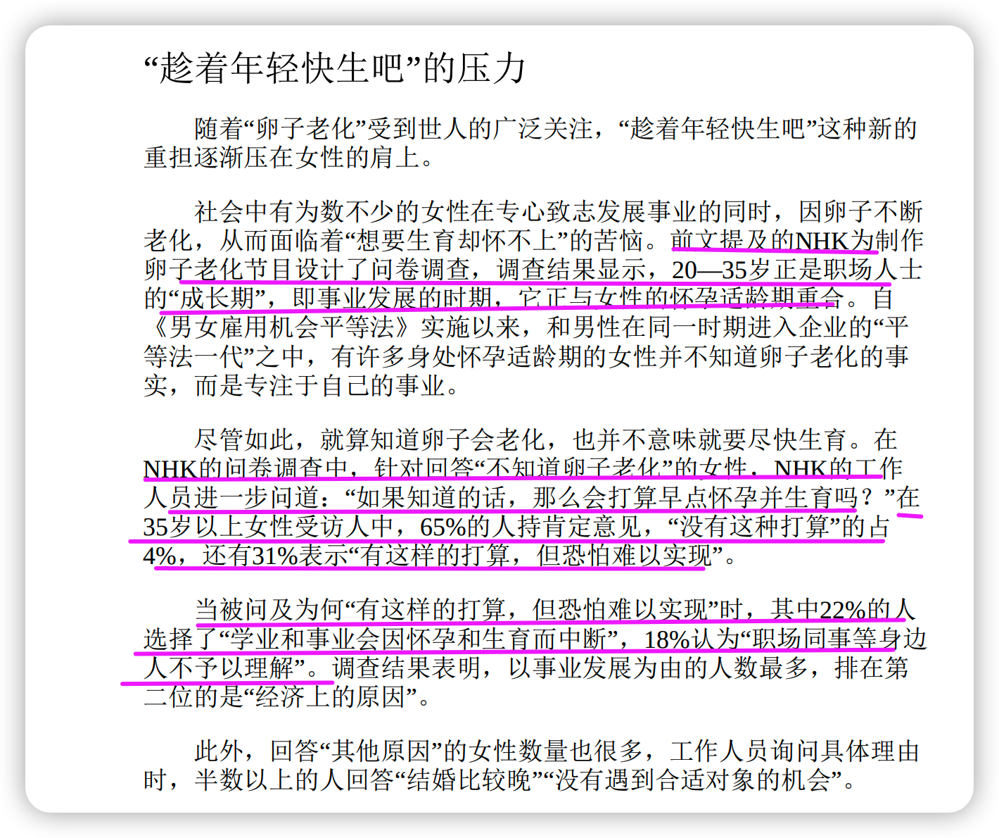 “趁着年轻快生吧”的压力
随着“卵子老化”受到世人的广泛关注，“趁着年轻快生吧”这种新的
重担逐渐压在女性的肩上。
社会中有为数不少的女性在专心致志发展事业的同时，因卵子不断
老化，从而面临着“想要生育却怀不上”的苦恼。前文提及的NHK为制作
卵子老化节目设计了问卷调查，调查结果显示，20—35岁正是职场人士
的“成长期”，即事业发展的时期，它正与女性的怀孕适龄期重合。自
《男女雇用机会平等法》实施以来，和男性在同一时期进入企业的“平
等法一代”之中，有许多身处怀孕适龄期的女性并不知道卵子老化的事
实，而是专注于自己的事业。
尽管如此，就算知道卵子会老化，也并不意味就要尽快生育。在
NHK的问卷调查中，针对回答“不知道卵子老化”的女性，NHK的工作
人员进一步问道：“如果知道的话，那么会打算早点怀孕并生育吗？”在
35岁以上女性受访人中，65%的人持肯定意见，“没有这种打算”的占
4%，还有31%表示“有这样的打算，但恐怕难以实现”。
当被问及为何“有这样的打算，但恐怕难以实现”时，其中22%的人
选择了“学业和事业会因怀孕和生育而中断”，18%认为“职场同事等身边
人不予以理解”。调查结果表明，以事业发展为由的人数最多，排在第
二位的是“经济上的原因”。
此外，回答“其他原因”的女性数量也很多，工作人员询问具体理由
时，半数以上的人回答“结婚比较晚”“没有遇到合适对象的机会”。